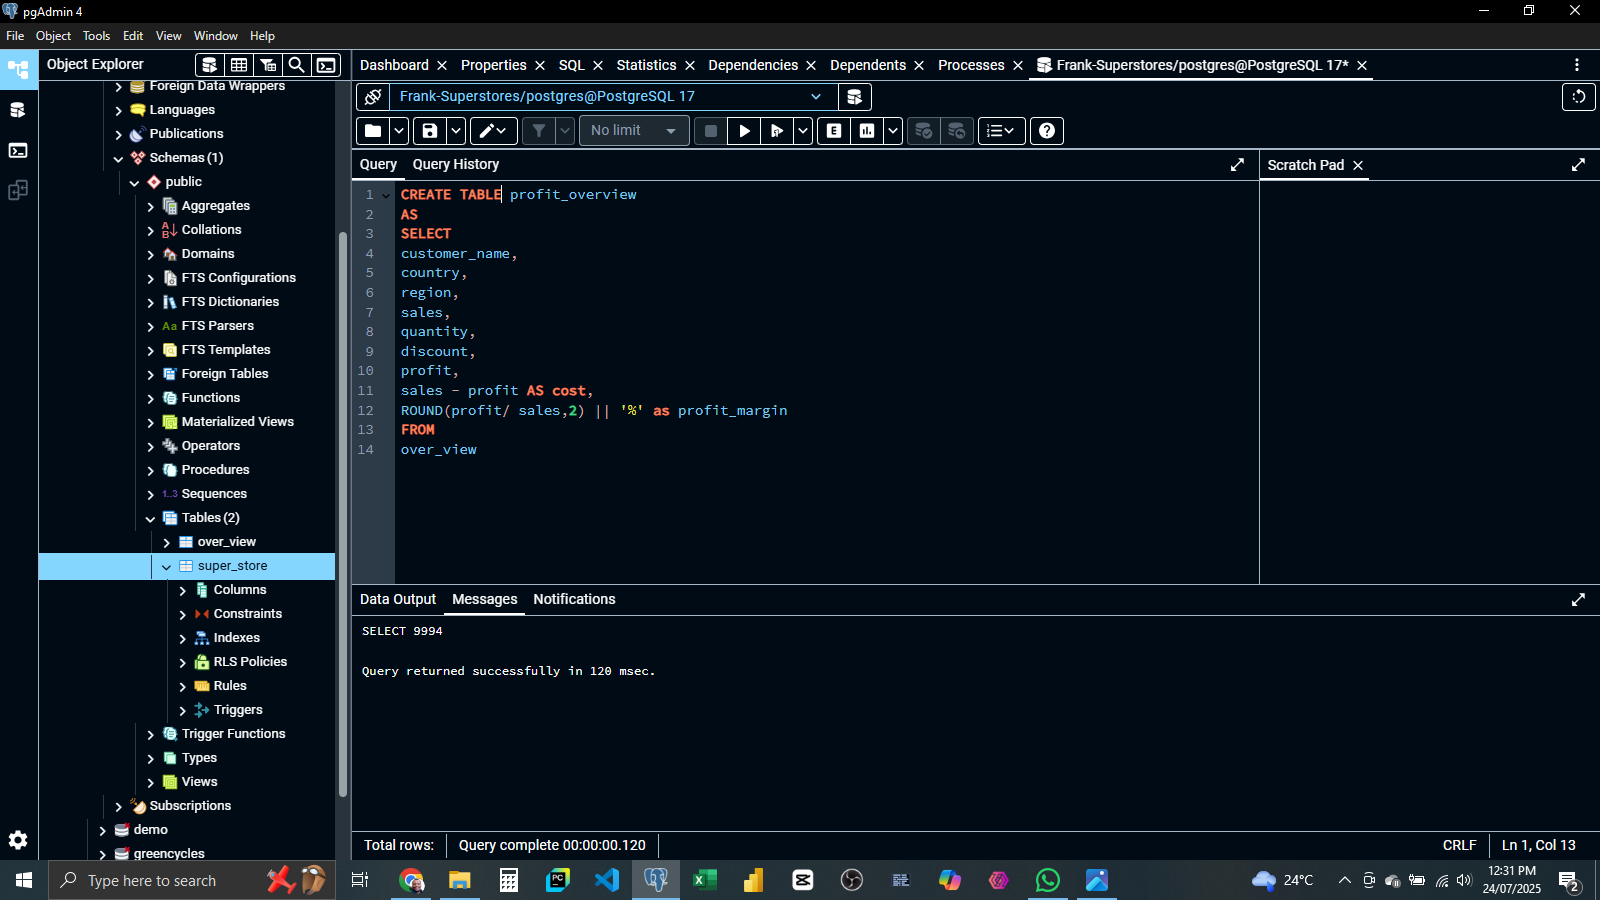 pgAdmin 4
File Object Tools Edit View Window Help
Object Explorer
Dashboard Properties SQL Statistics Dependencies Dependents Processes Frank-Superstores/postgres@PostgreSQL 17*
Frank-Superstores/postgres@PostgreSQL 17
No limit
E
Query Query History
Scratch Pad
Foreign Data Wrappers
Languages
Publications
Schemas (1)
public
Aggregates
Collations
Domains
FTS Configurations
FTS Dictionaries
Aa FTS Parsers
FTS Templates
Foreign Tables
Functions
Materialized Views
Operators
Procedures
1..3 Sequences
Tables (2)
over_view
super_store
Columns
Constraints
Indexes
RLS Policies
Rules
Triggers
Trigger Functions
Types
Views
Subscriptions
demo
greencycles
1 CREATE TABLE profit_overview
2 AS
3 SELECT
4 customer_name,
5 country,
6 region,
7 sales,
8 quantity,
9 discount,
10 profit,
11 sales - profit AS cost,
12 ROUND(profit/ sales,2) || '%' as profit_margin
13 FROM
14 over_view
Data Output Messages Notifications
SELECT 9994
Query returned successfully in 120 msec.
Total rows: Query complete 00:00:00.120
CRLF Ln 1, Col 13
Type here to search
24°C
12:31 PM
24/07/2025
2